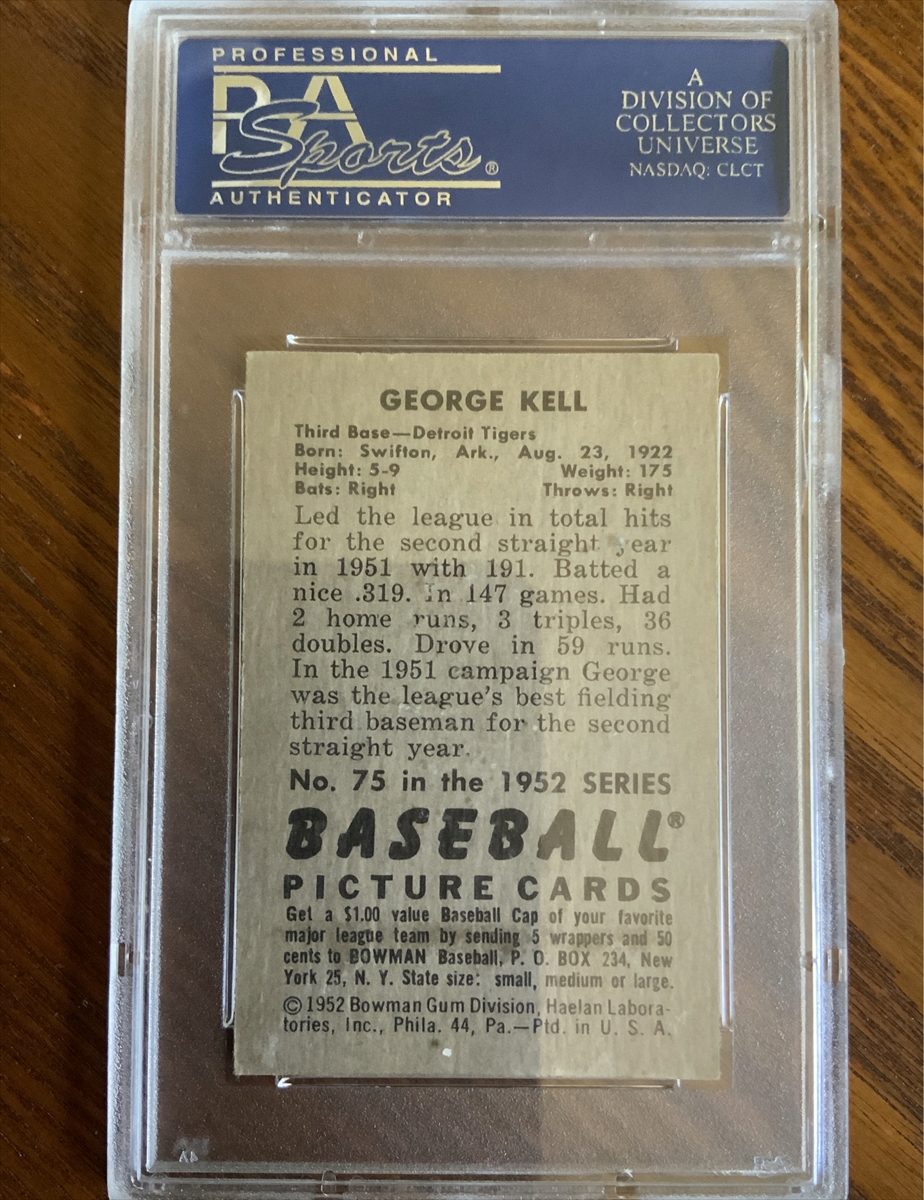 PROFESSIONAL
PSA
Sports®
AUTHENTICATOR
A
DIVISION OF
COLLECTORS
UNIVERSE
NASDAQ: CLCT
GEORGE KELL
Third Base—Detroit Tigers
Born: Swifton, Ark., Aug. 23, 1922
Height: 5-9 Weight: 175
Bats: Right Throws: Right
Led the league in total hits
for the second straight year
in 1951 with 191. Batted a
nice .319. In 147 games. Had
2 home runs, 3 triples, 36
doubles. Drove in 59 runs.
In the 1951 campaign George
was the league's best fielding
third baseman for the second
straight year.
No. 75 in the 1952 SERIES
BASEBALL®
PICTURE CARDS
Get a $1.00 value Baseball Cap of your favorite
major league team by sending 5 wrappers and 50
cents to BOWMAN Baseball, P. O. BOX 234, New
York 25, N. Y. State size: small, medium or large.
© 1952 Bowman Gum Division, Haelan Labora-
tories, Inc., Phila. 44, Pa.—Ptd. in U. S. A.